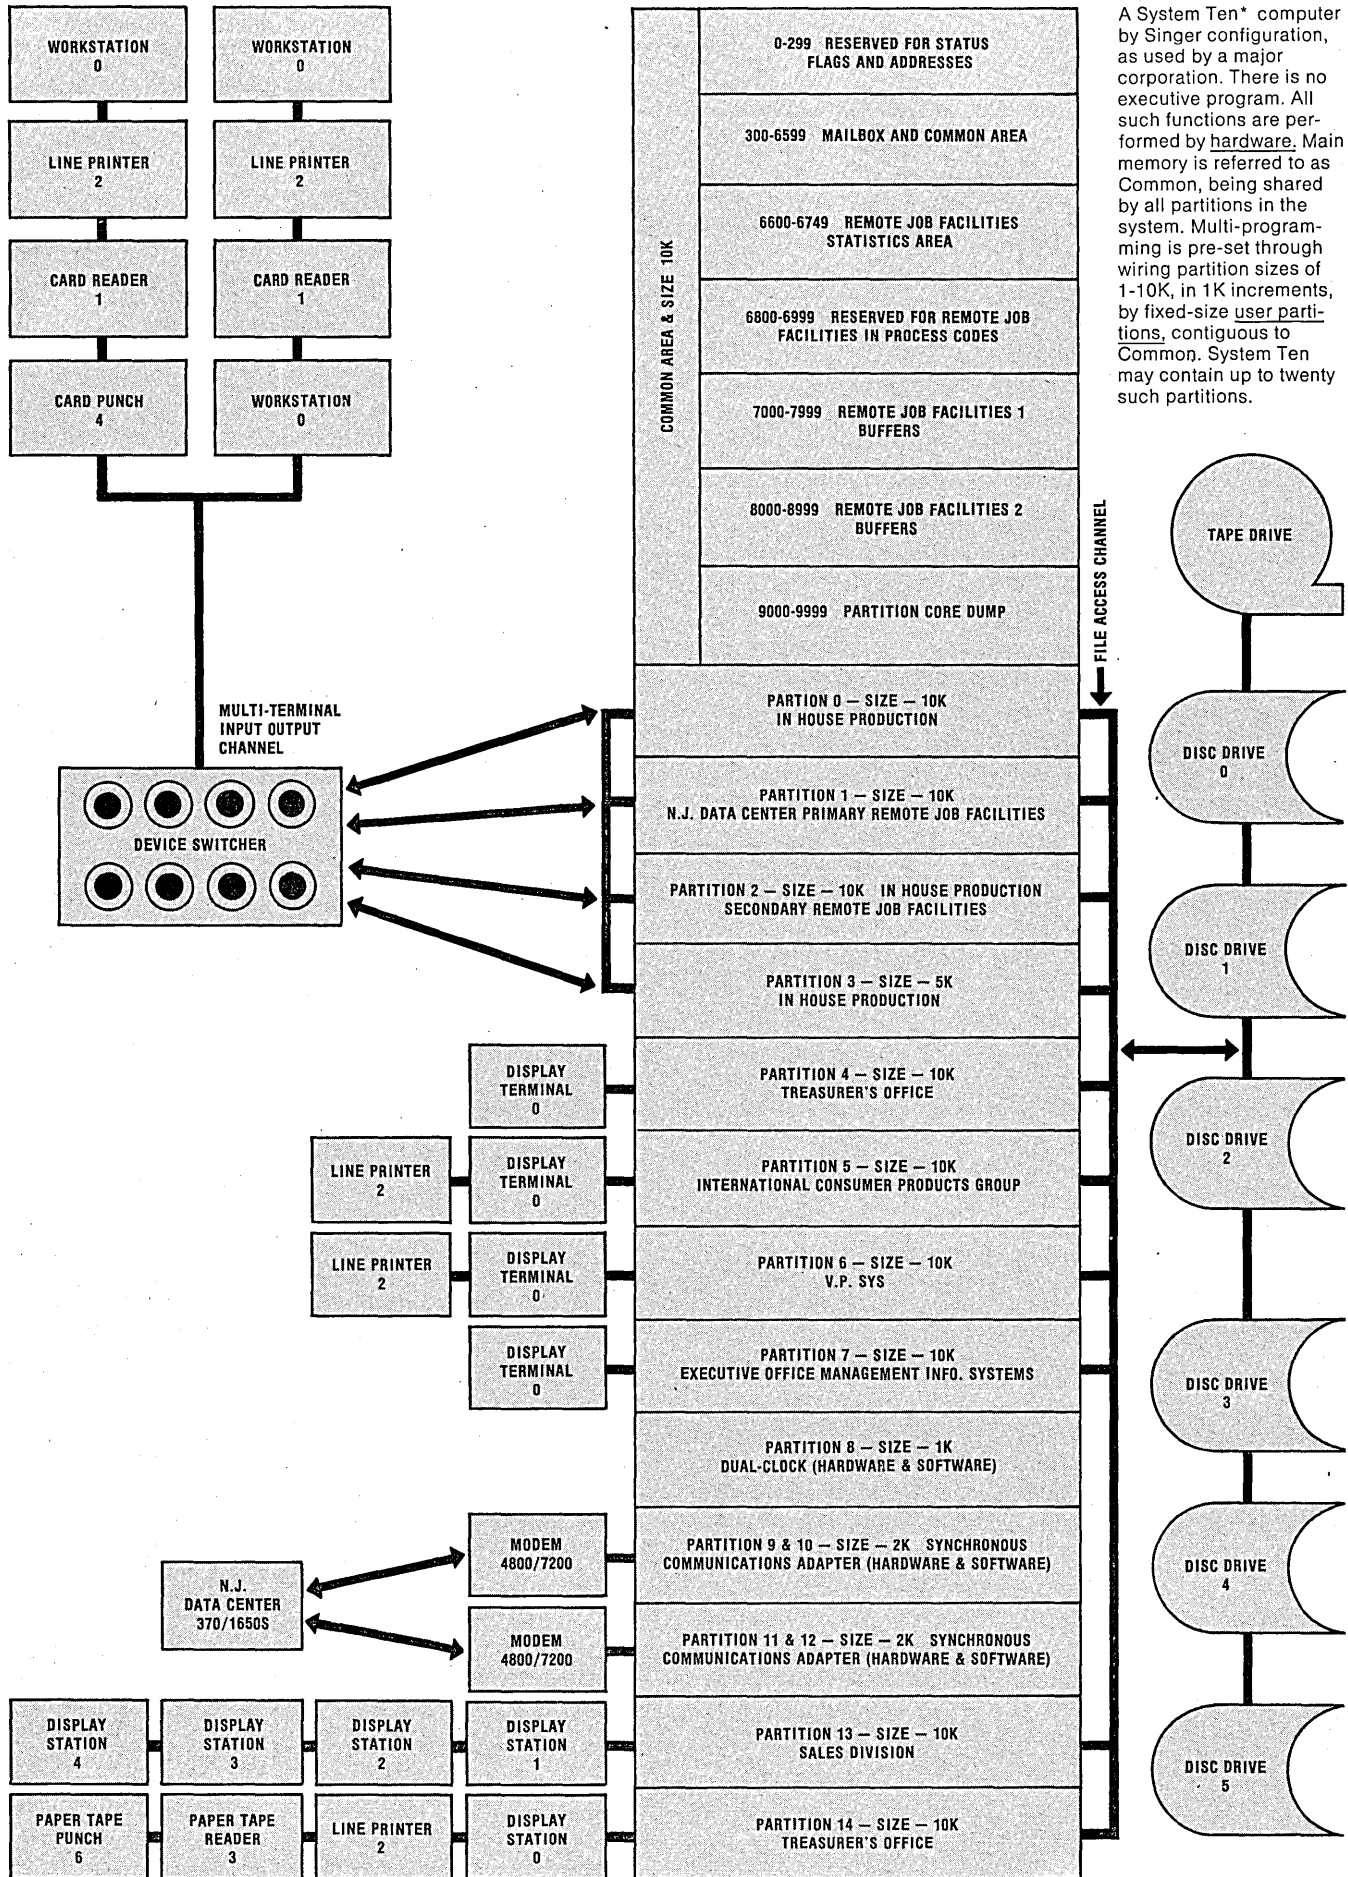 WORKSTATION
0
WORKSTATION
0
LINE PRINTER
2
LINE PRINTER
2
CARD READER
1
CARD READER
1
CARD PUNCH
4
WORKSTATION
0
MULTI-TERMINAL
INPUT OUTPUT
CHANNEL
DEVICE SWITCHER
COMMON AREA & SIZE 10K
0-299 RESERVED FOR STATUS
FLAGS AND ADDRESSES
300-6599 MAILBOX AND COMMON AREA
6600-6749 REMOTE JOB FACILITIES
STATISTICS AREA
6800-6999 RESERVED FOR REMOTE JOB
FACILITIES IN PROCESS CODES
7000-7999 REMOTE JOB FACILITIES 1
BUFFERS
8000-8999 REMOTE JOB FACILITIES 2
BUFFERS
9000-9999 PARTITION CORE DUMP
PARTION 0 — SIZE — 10K
IN HOUSE PRODUCTION
PARTITION 1 — SIZE — 10K
N.J. DATA CENTER PRIMARY REMOTE JOB FACILITIES
PARTITION 2 — SIZE — 10K IN HOUSE PRODUCTION
SECONDARY REMOTE JOB FACILITIES
PARTITION 3 — SIZE — 5K
IN HOUSE PRODUCTION
DISPLAY
TERMINAL
0
PARTITION 4 — SIZE — 10K
TREASURER'S OFFICE
LINE PRINTER
2
DISPLAY
TERMINAL
0
PARTITION 5 — SIZE — 10K
INTERNATIONAL CONSUMER PRODUCTS GROUP
LINE PRINTER
2
DISPLAY
TERMINAL
0
PARTITION 6 — SIZE — 10K
V.P. SYS
DISPLAY
TERMINAL
0
PARTITION 7 — SIZE — 10K
EXECUTIVE OFFICE MANAGEMENT INFO. SYSTEMS
PARTITION 8 — SIZE — 1K
DUAL-CLOCK (HARDWARE & SOFTWARE)
N.J.
DATA CENTER
370/1650S
MODEM
4800/7200
PARTITION 9 & 10 — SIZE — 2K SYNCHRONOUS
COMMUNICATIONS ADAPTER (HARDWARE & SOFTWARE)
MODEM
4800/7200
PARTITION 11 & 12 — SIZE — 2K SYNCHRONOUS
COMMUNICATIONS ADAPTER (HARDWARE & SOFTWARE)
DISPLAY
STATION
4
DISPLAY
STATION
3
DISPLAY
STATION
2
DISPLAY
STATION
1
PARTITION 13 — SIZE — 10K
SALES DIVISION
PAPER TAPE
PUNCH
6
PAPER TAPE
READER
3
LINE PRINTER
2
DISPLAY
STATION
0
PARTITION 14 — SIZE — 10K
TREASURER'S OFFICE
FILE ACCESS CHANNEL
A System Ten* computer
by Singer configuration,
as used by a major
corporation. There is no
executive program. All
such functions are per-
formed by hardware. Main
memory is referred to as
Common, being shared
by all partitions in the
system. Multi-program-
ming is pre-set through
wiring partition sizes of
1-10K, in 1K increments,
by fixed-size user parti-
tions, contiguous to
Common. System Ten
may contain up to twenty
such partitions.
TAPE DRIVE
DISC DRIVE
0
DISC DRIVE
1
DISC DRIVE
2
DISC DRIVE
3
DISC DRIVE
4
DISC DRIVE
5